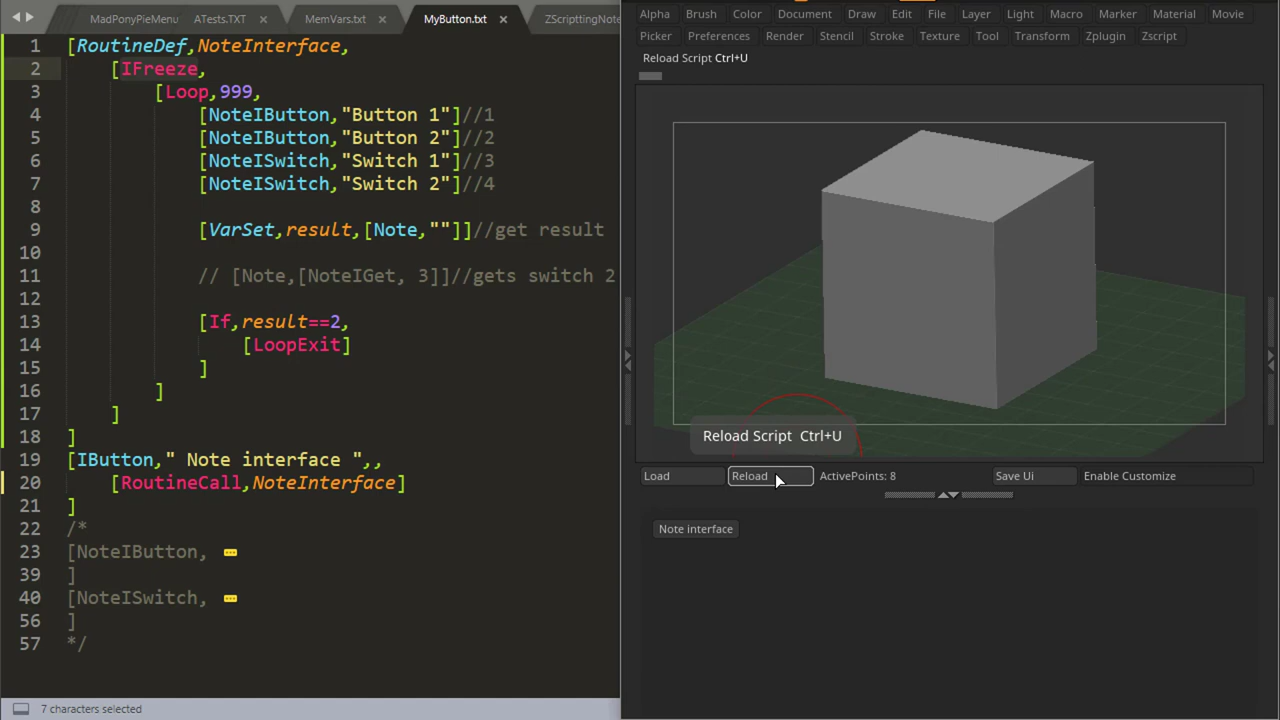 MadPonyPieMenu
ATests.TXT
MemVars.txt
MyButton.txt
ZScripttingNote
1 [RoutineDef,NoteInterface,
2 [IFreeze,
3 [Loop,999,
4 [NoteIButton,"Button 1"]//1
5 [NoteIButton,"Button 2"]//2
6 [NoteISwitch,"Switch 1"]//3
7 [NoteISwitch,"Switch 2"]//4
8
9 [VarSet,result,[Note,""]]//get result
10
11 // [Note,[NoteIGet, 3]]//gets switch 2
12
13 [If,result==2,
14 [LoopExit]
15 ]
16 ]
17 ]
18 ]
19 [IButton," Note interface ",,
20 [RoutineCall,NoteInterface]
21 ]
22 /*
23 [NoteIButton,
39 ]
40 [NoteISwitch,
56 ]
57 */
7 characters selected
Alpha Brush Color Document Draw Edit File Layer Light Macro Marker Material Movie
Picker Preferences Render Stencil Stroke Texture Tool Transform Zplugin Zscript
Reload Script Ctrl+U
Reload Script Ctrl+U
Load Reload ActivePoints: 8 Save Ui Enable Customize
Note interface